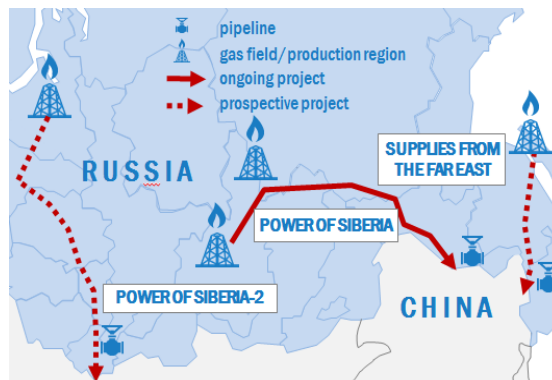 pipeline
gas field/production region
ongoing project
prospective project
RUSSIA
SUPPLIES FROM
THE FAR EAST
POWER OF SIBERIA
POWER OF SIBERIA-2
CHINA